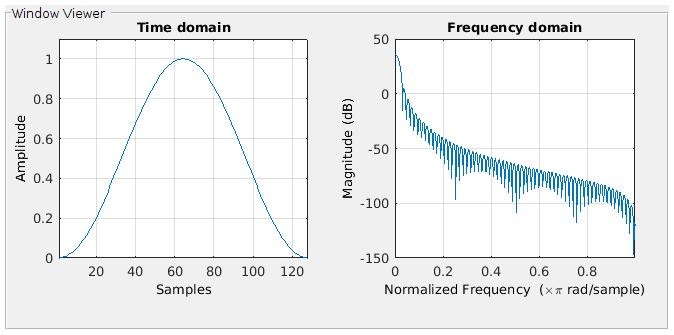 Window Viewer
Time domain
Amplitude
1
0.8
0.6
0.4
0.2
0
20 40 60 80 100 120
Samples
Frequency domain
Magnitude (dB)
50
0
-50
-100
-150
0 0.2 0.4 0.6 0.8
Normalized Frequency (×π rad/sample)